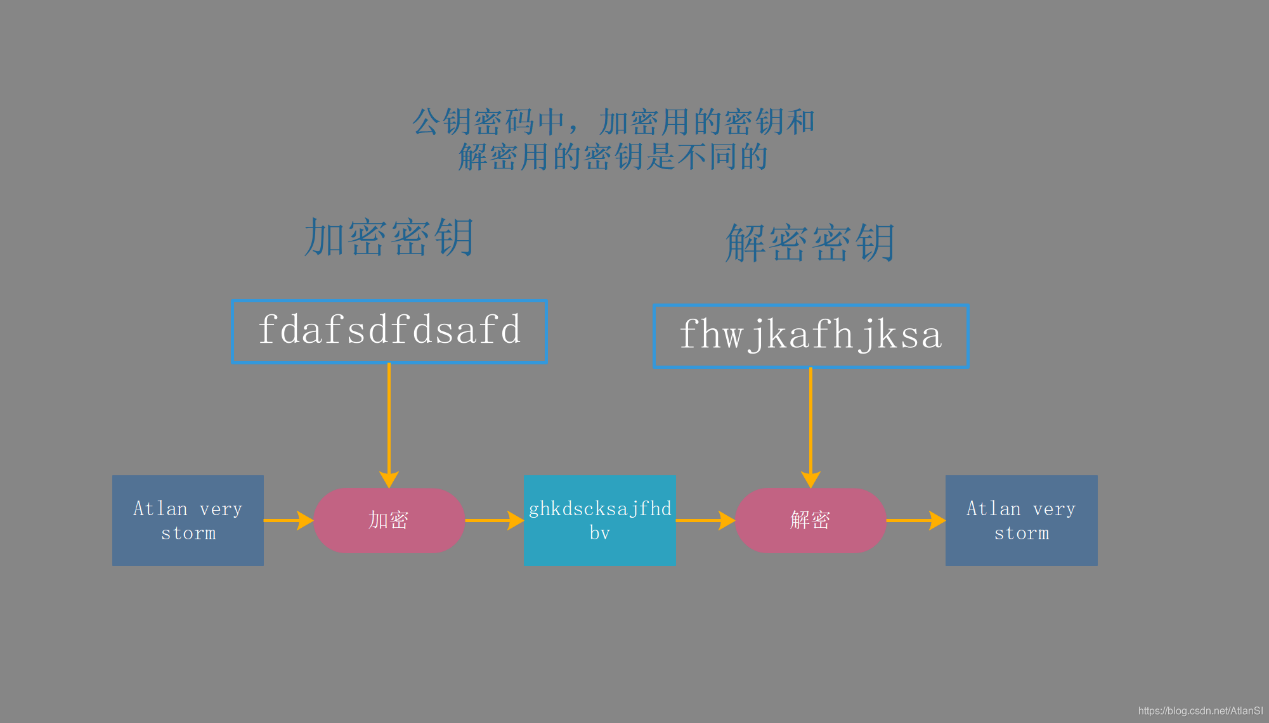 公钥密码中，加密用的密钥和
解密用的密钥是不同的
加密密钥
解密密钥
fdafsdfdsafd
fhwjkafhjksa
Atlan very
storm
加密
ghkdscksajfhd
bv
解密
Atlan very
storm
https://blog.csdn.net/AtlanSI